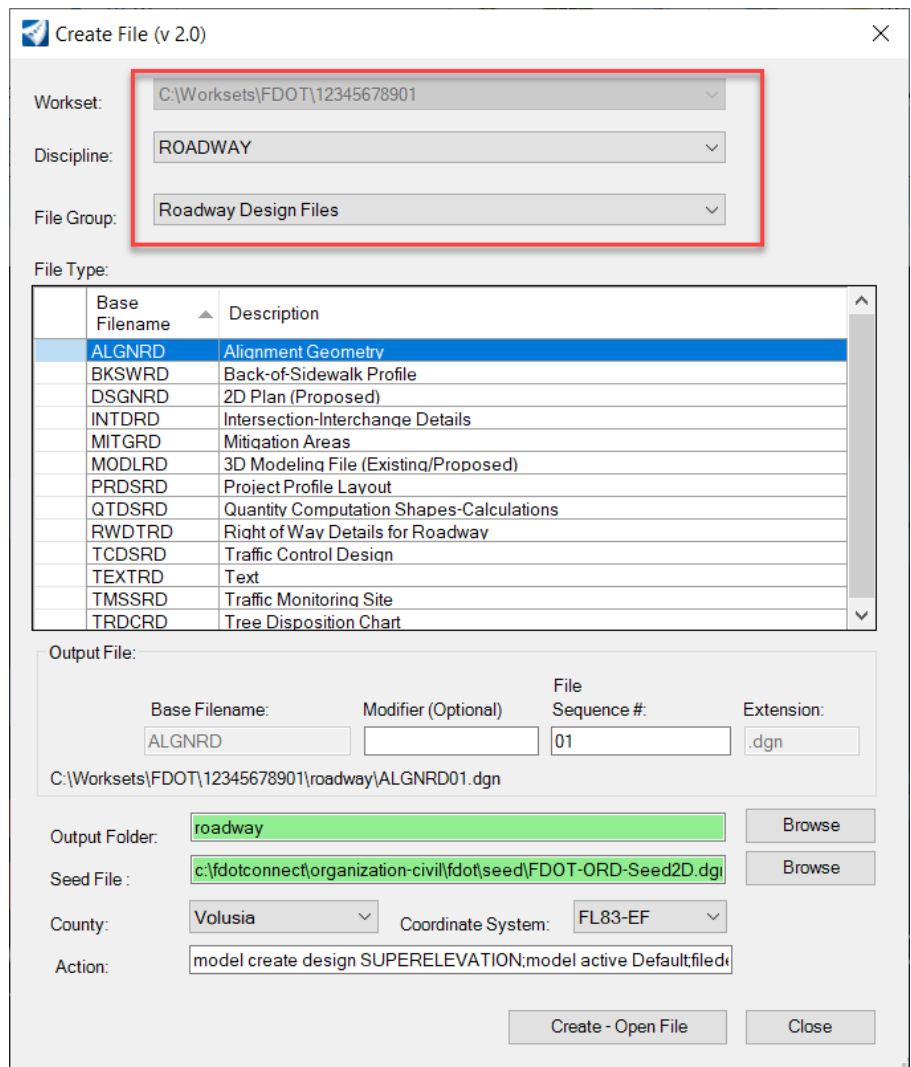 Create File (v 2.0)
Workset: C:\Worksets\FDOT\12345678901
Discipline: ROADWAY
File Group: Roadway Design Files
File Type:
Base Filename Description
ALGNRD Alignment Geometry
BKSWRD Back-of-Sidewalk Profile
DSGNRD 2D Plan (Proposed)
INTDRD Intersection-Interchange Details
MITGRD Mitigation Areas
MODLRD 3D Modeling File (Existing/Proposed)
PRDSRD Project Profile Layout
QTDSRD Quantity Computation Shapes-Calculations
RWDTRD Right of Way Details for Roadway
TCDSRD Traffic Control Design
TEXTRD Text
TMSSRD Traffic Monitoring Site
TRDCRD Tree Disposition Chart
Output File:
Base Filename: Modifier (Optional) File Sequence #: Extension:
ALGNRD 01 .dgn
C:\Worksets\FDOT\12345678901\roadway\ALGNRD01.dgn
Output Folder: roadway Browse
Seed File : c:\fdotconnect\organization-civil\fdot\seed\FDOT-ORD-Seed2D.dgn Browse
County: Volusia Coordinate System: FL83-EF
Action: model create design SUPERELEVATION;model active Default;filede
Create - Open File Close